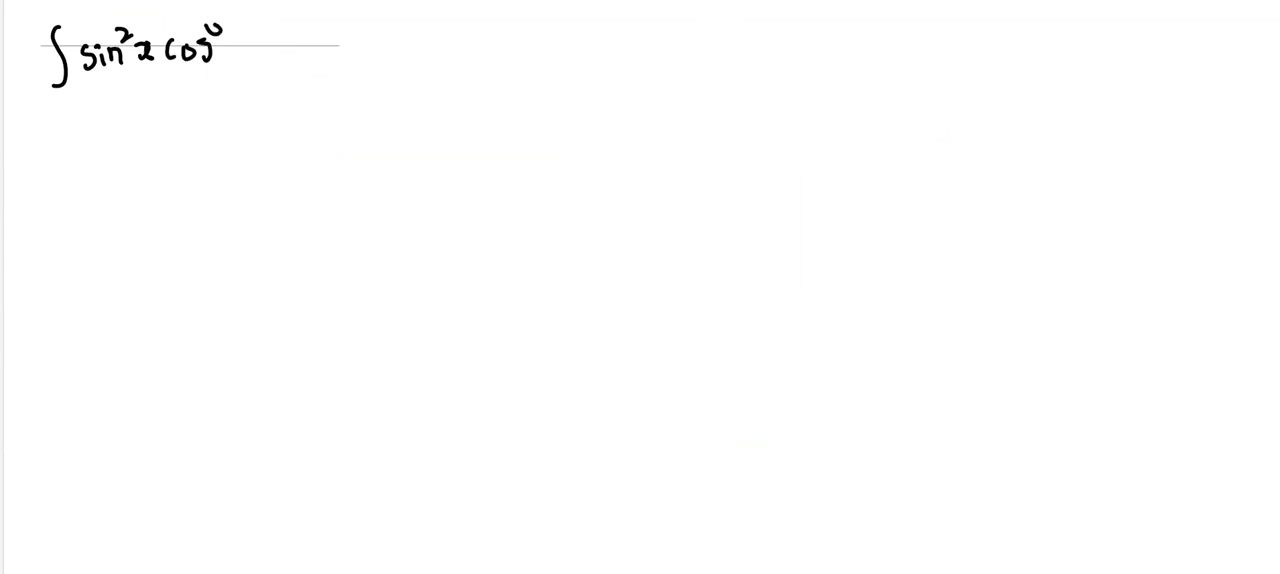 ∫ sin²x cos